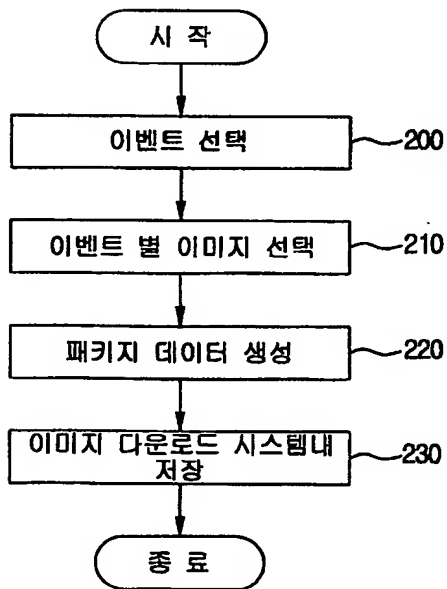 시 작
이벤트 선택
200
이벤트 별 이미지 선택
210
패키지 데이터 생성
220
이미지 다운로드 시스템내
저장
230
종 료